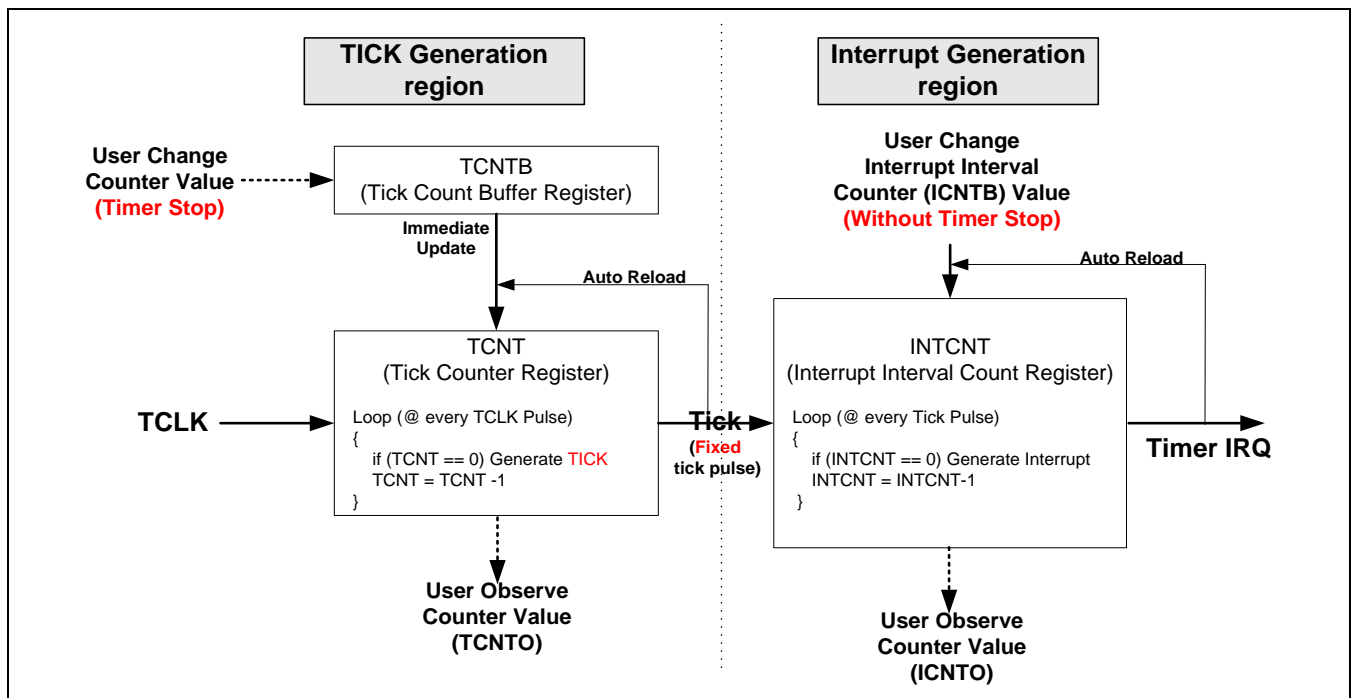 TICK Generation
region
User Change
Counter Value
(Timer Stop)
TCNTB
(Tick Count Buffer Register)
Immediate
Update
Auto Reload
TCNT
(Tick Counter Register)
Loop (@ every TCLK Pulse)
{
if (TCNT == 0) Generate TICK
TCNT = TCNT -1
}
TCLK
Tick
(Fixed
tick pulse)
User Observe
Counter Value
(TCNTO)
Interrupt Generation
region
User Change
Interrupt Interval
Counter (ICNTB) Value
(Without Timer Stop)
Auto Reload
INTCNT
(Interrupt Interval Count Register)
Loop (@ every Tick Pulse)
{
if (INTCNT == 0) Generate Interrupt
INTCNT = INTCNT-1
}
Timer IRQ
User Observe
Counter Value
(ICNTO)